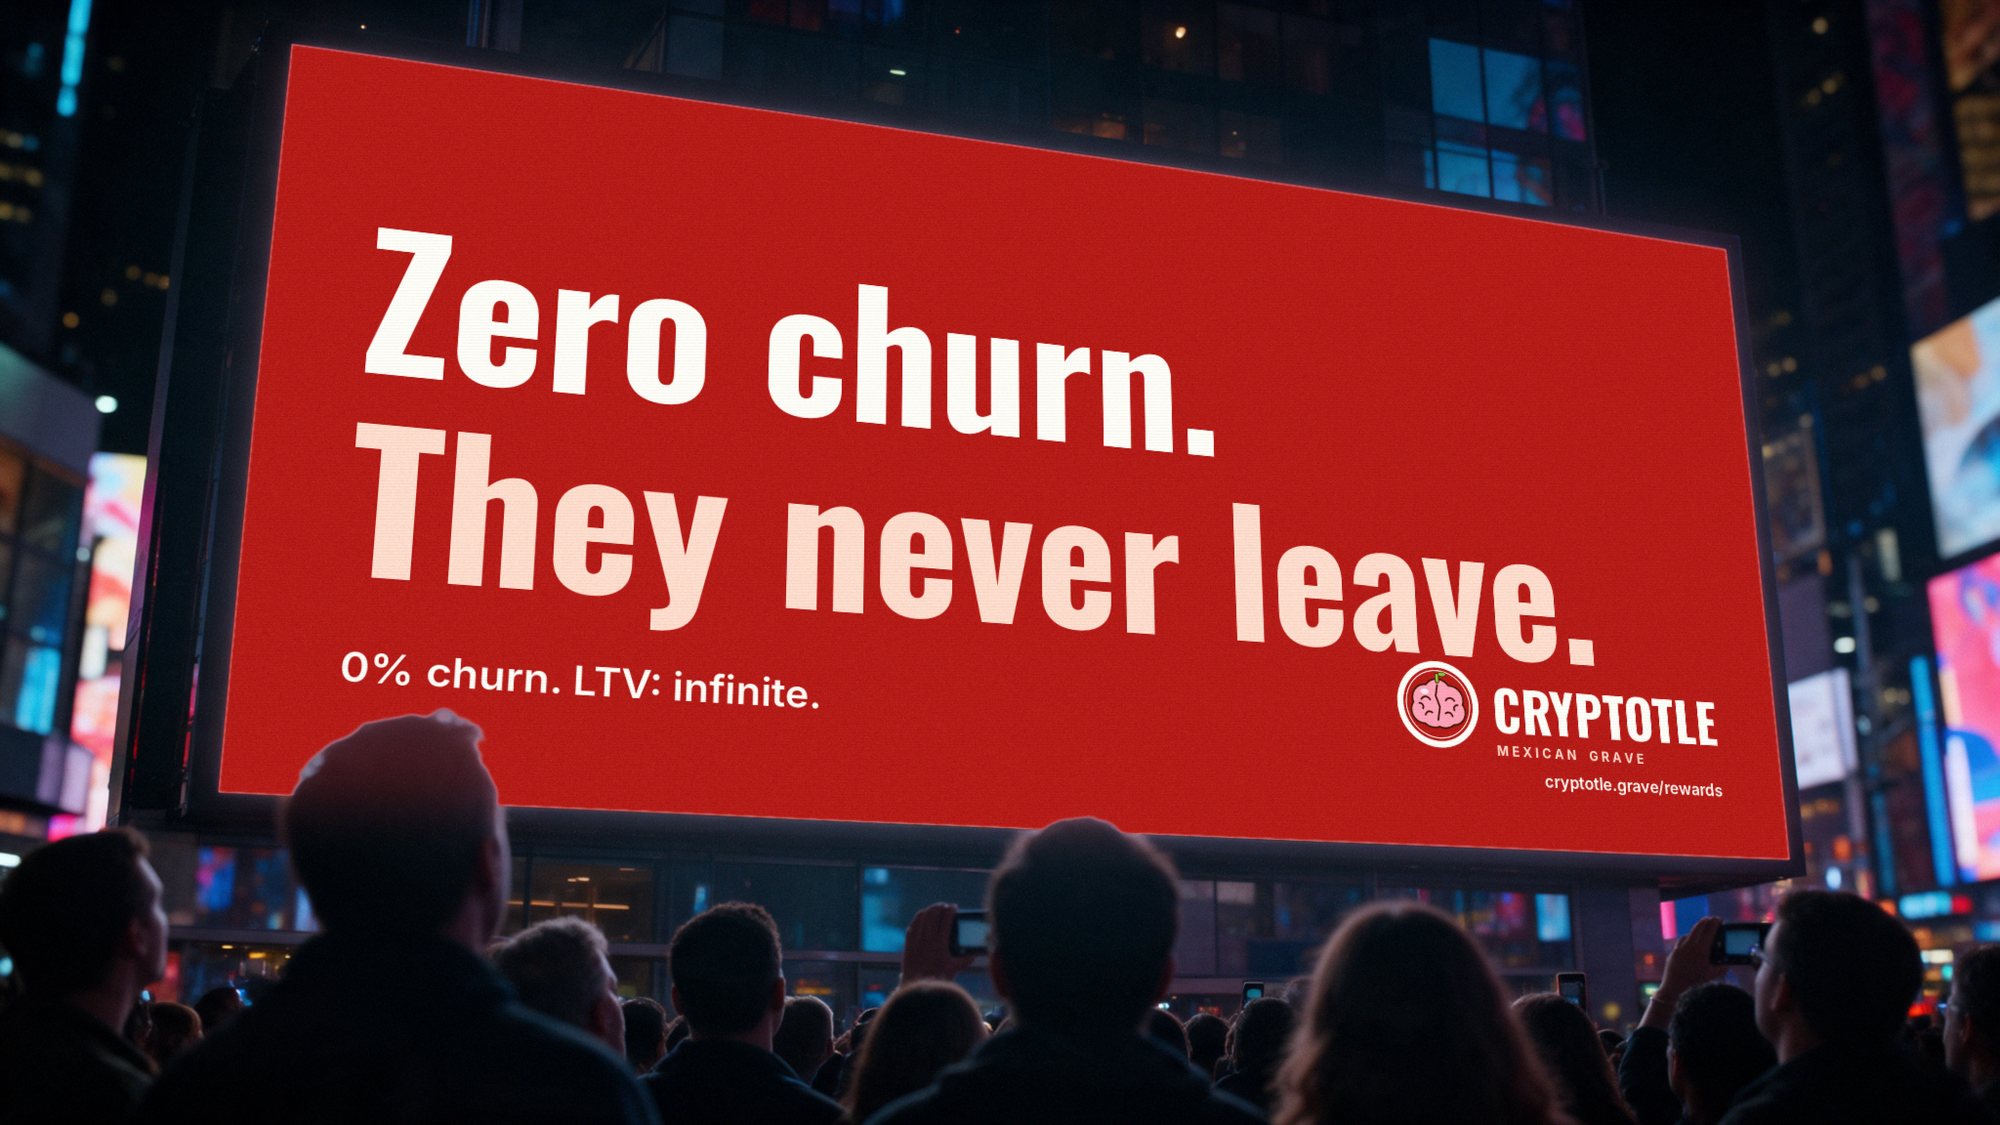 Zero churn.
They never leave.
0% churn. LTV: infinite.
CRYPTOTLE
MEXICAN GRAVE
cryptotle.grave/rewards